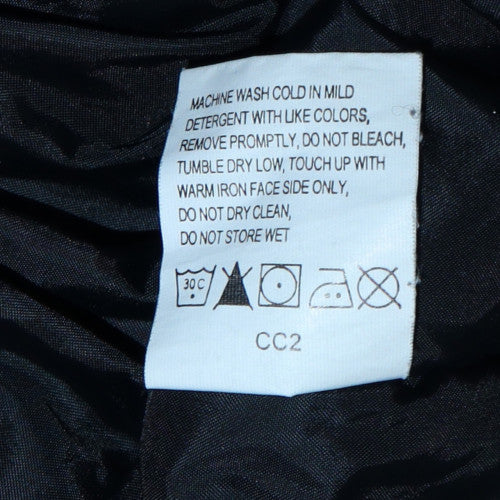 MACHINE WASH COLD IN MILD
DETERGENT WITH LIKE COLORS,
REMOVE PROMPTLY, DO NOT BLEACH,
TUMBLE DRY LOW, TOUCH UP WITH
WARM IRON FACE SIDE ONLY,
DO NOT DRY CLEAN,
DO NOT STORE WET
30C
CC2